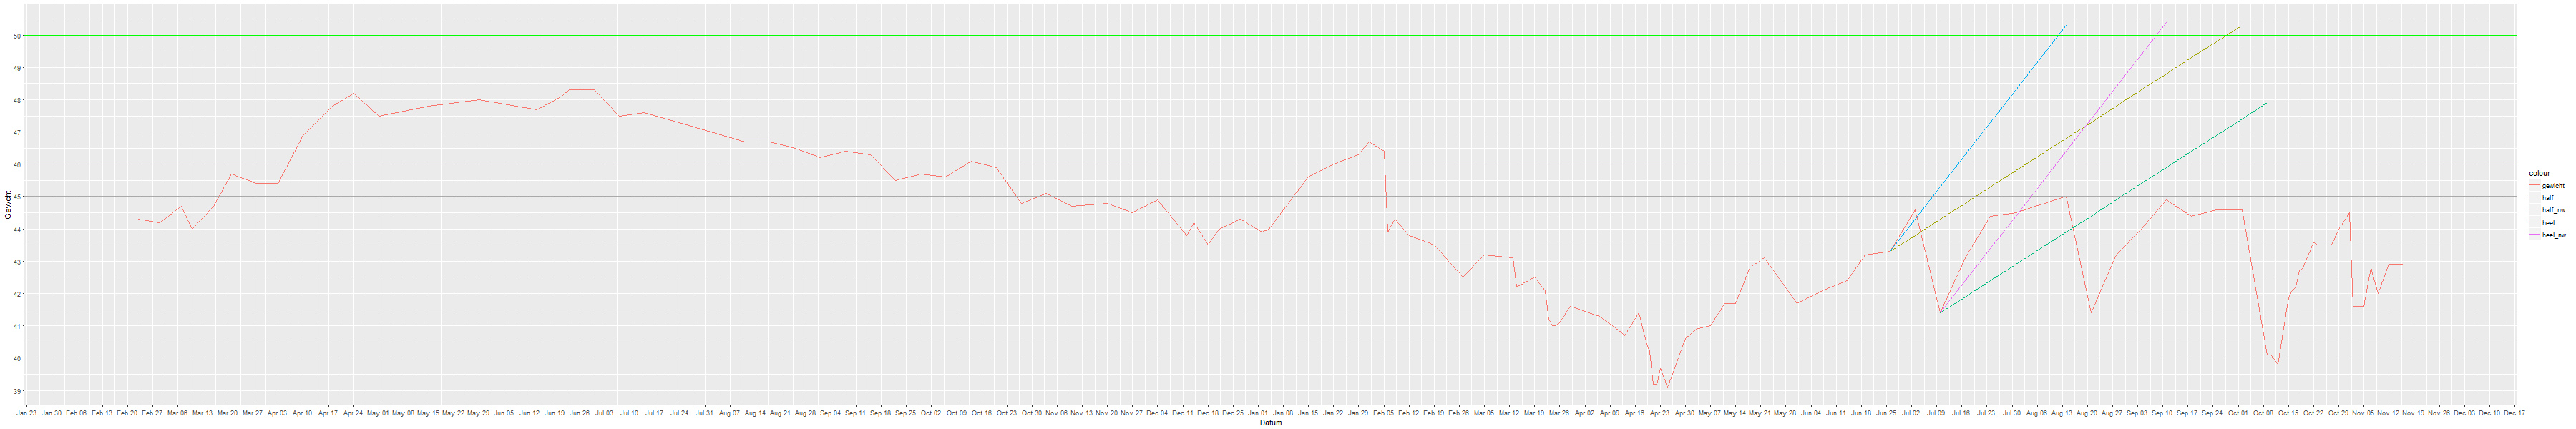 50
49
48
47
46
45
44
43
42
41
40
39
Gewicht
Jan 23 Jan 30 Feb 06 Feb 13 Feb 20 Feb 27 Mar 06 Mar 13 Mar 20 Mar 27 Apr 03 Apr 10 Apr 17 Apr 24 May 01 May 08 May 15 May 22 May 29 Jun 05 Jun 12 Jun 19 Jun 26 Jul 03 Jul 10 Jul 17 Jul 24 Jul 31 Aug 07 Aug 14 Aug 21 Aug 28 Sep 04 Sep 11 Sep 18 Sep 25 Oct 02 Oct 09 Oct 16 Oct 23 Oct 30 Nov 06 Nov 13 Nov 20 Nov 27 Dec 04 Dec 11 Dec 18 Dec 25 Jan 01 Jan 08 Jan 15 Jan 22 Jan 29 Feb 05 Feb 12 Feb 19 Feb 26 Mar 05 Mar 12 Mar 19 Mar 26 Apr 02 Apr 09 Apr 16 Apr 23 Apr 30 May 07 May 14 May 21 May 28 Jun 04 Jun 11 Jun 18 Jun 25 Jul 02 Jul 09 Jul 16 Jul 23 Jul 30 Aug 06 Aug 13 Aug 20 Aug 27 Sep 03 Sep 10 Sep 17 Sep 24 Oct 01 Oct 08 Oct 15 Oct 22 Oct 29 Nov 05 Nov 12 Nov 19 Nov 26 Dec 03 Dec 10 Dec 17
Datum
colour
gewicht
half
half_nw
heel
heel_nw